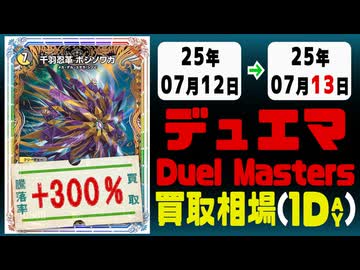 7
千羽忍革 ボジソワカ
買取
騰落率
+300%
25年
07月12日
25年
07月13日
デュエマ
Duel Masters
買取相場(1D